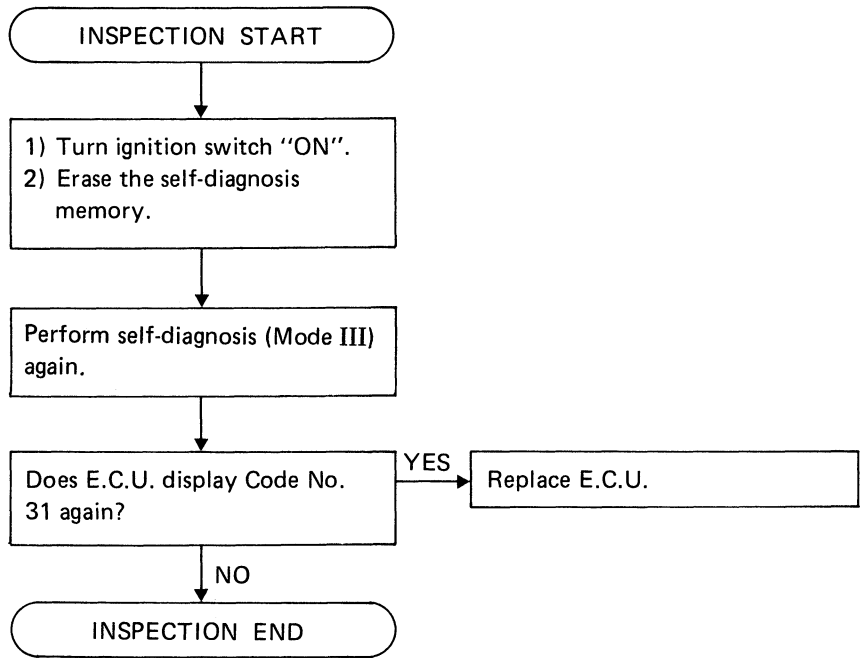 INSPECTION START
1) Turn ignition switch “ON”.
2) Erase the self-diagnosis
memory.
Perform self-diagnosis (Mode III)
again.
Does E.C.U. display Code No.
31 again?
YES
Replace E.C.U.
NO
INSPECTION END